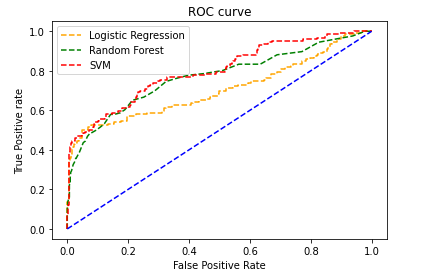 ROC curve
Logistic Regression
Random Forest
SVM
True Positive rate
1.0
0.8
0.6
0.4
0.2
0.0
0.0 0.2 0.4 0.6 0.8 1.0
False Positive Rate